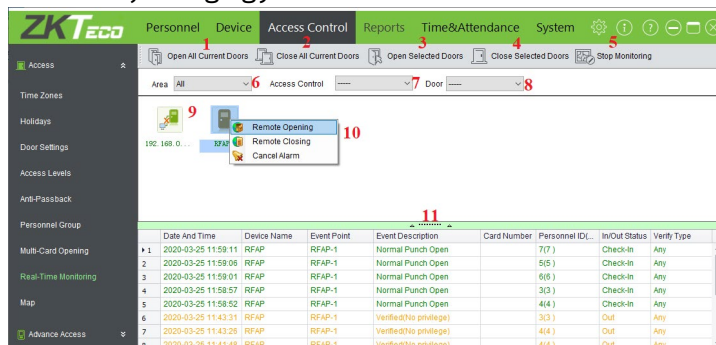 ZKTeco Personnel Device Access Control Reports Time&Attendance System
1 2 3 4 5
Access Open All Current Doors Close All Current Doors Open Selected Doors Close Selected Doors Stop Monitoring
Area All 6 Access Control ----- 7 Door ----- 8
Time Zones
Holidays
9
Door Settings
192.168.0... RFAP
Remote Opening 10
Remote Closing
Cancel Alarm
Access Levels
Anti-Passback
Personnel Group
11
Date And Time Device Name Event Point Event Description Card Number Personnel ID(... In/Out Status Verify Type
Multi-Card Opening
1 2020-03-25 11:59:11 RFAP RFAP-1 Normal Punch Open 7(7 ) Check-In Any
2 2020-03-25 11:59:06 RFAP RFAP-1 Normal Punch Open 5(5 ) Check-In Any
Real-Time Monitoring
3 2020-03-25 11:59:01 RFAP RFAP-1 Normal Punch Open 6(6 ) Check-In Any
4 2020-03-25 11:58:57 RFAP RFAP-1 Normal Punch Open 3(3 ) Check-In Any
Map
5 2020-03-25 11:58:52 RFAP RFAP-1 Normal Punch Open 4(4 ) Check-In Any
6 2020-03-25 11:43:31 RFAP RFAP-1 Verified(No privilege) 3(3 ) Out Any
Advance Access
7 2020-03-25 11:43:26 RFAP RFAP-1 Verified(No privilege) 4(4 ) Out Any